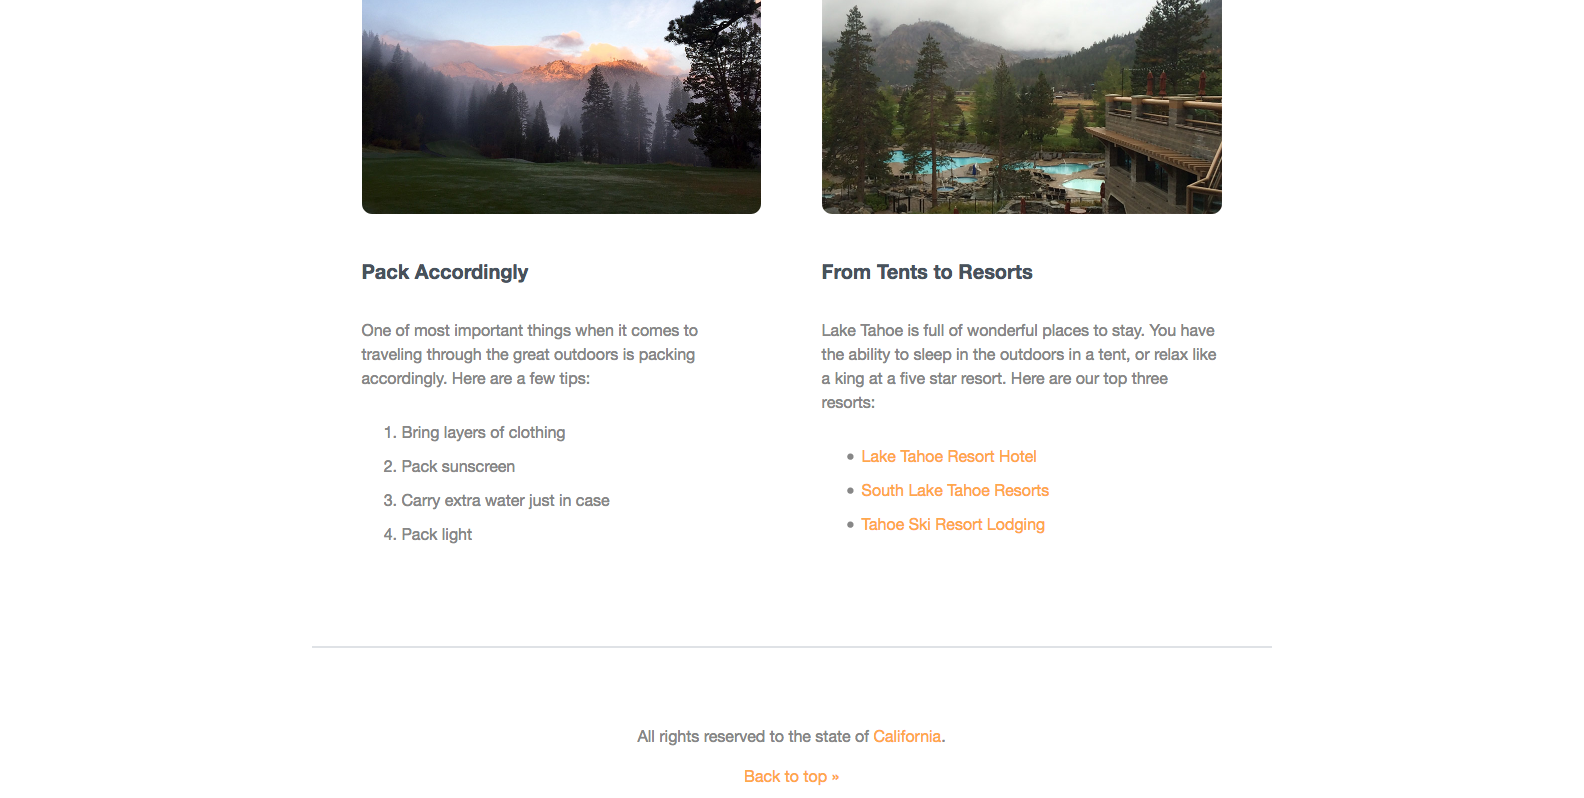 Pack Accordingly
One of most important things when it comes to
traveling through the great outdoors is packing
accordingly. Here are a few tips:
1. Bring layers of clothing
2. Pack sunscreen
3. Carry extra water just in case
4. Pack light
From Tents to Resorts
Lake Tahoe is full of wonderful places to stay. You have
the ability to sleep in the outdoors in a tent, or relax like
a king at a five star resort. Here are our top three
resorts:
• Lake Tahoe Resort Hotel
• South Lake Tahoe Resorts
• Tahoe Ski Resort Lodging
All rights reserved to the state of California.
Back to top »